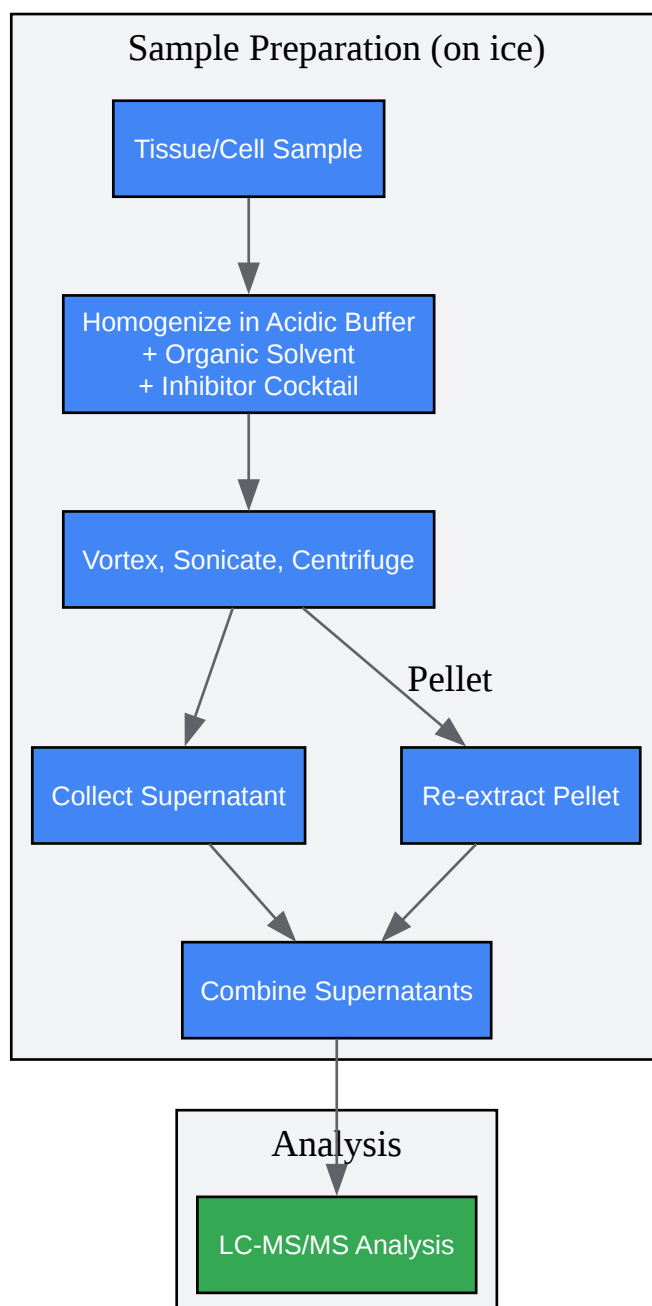 Sample Preparation (on ice)
Tissue/Cell Sample
Homogenize in Acidic Buffer
+ Organic Solvent
+ Inhibitor Cocktail
Vortex, Sonicate, Centrifuge
Pellet
Collect Supernatant
Re-extract Pellet
Combine Supernatants
Analysis
LC-MS/MS Analysis